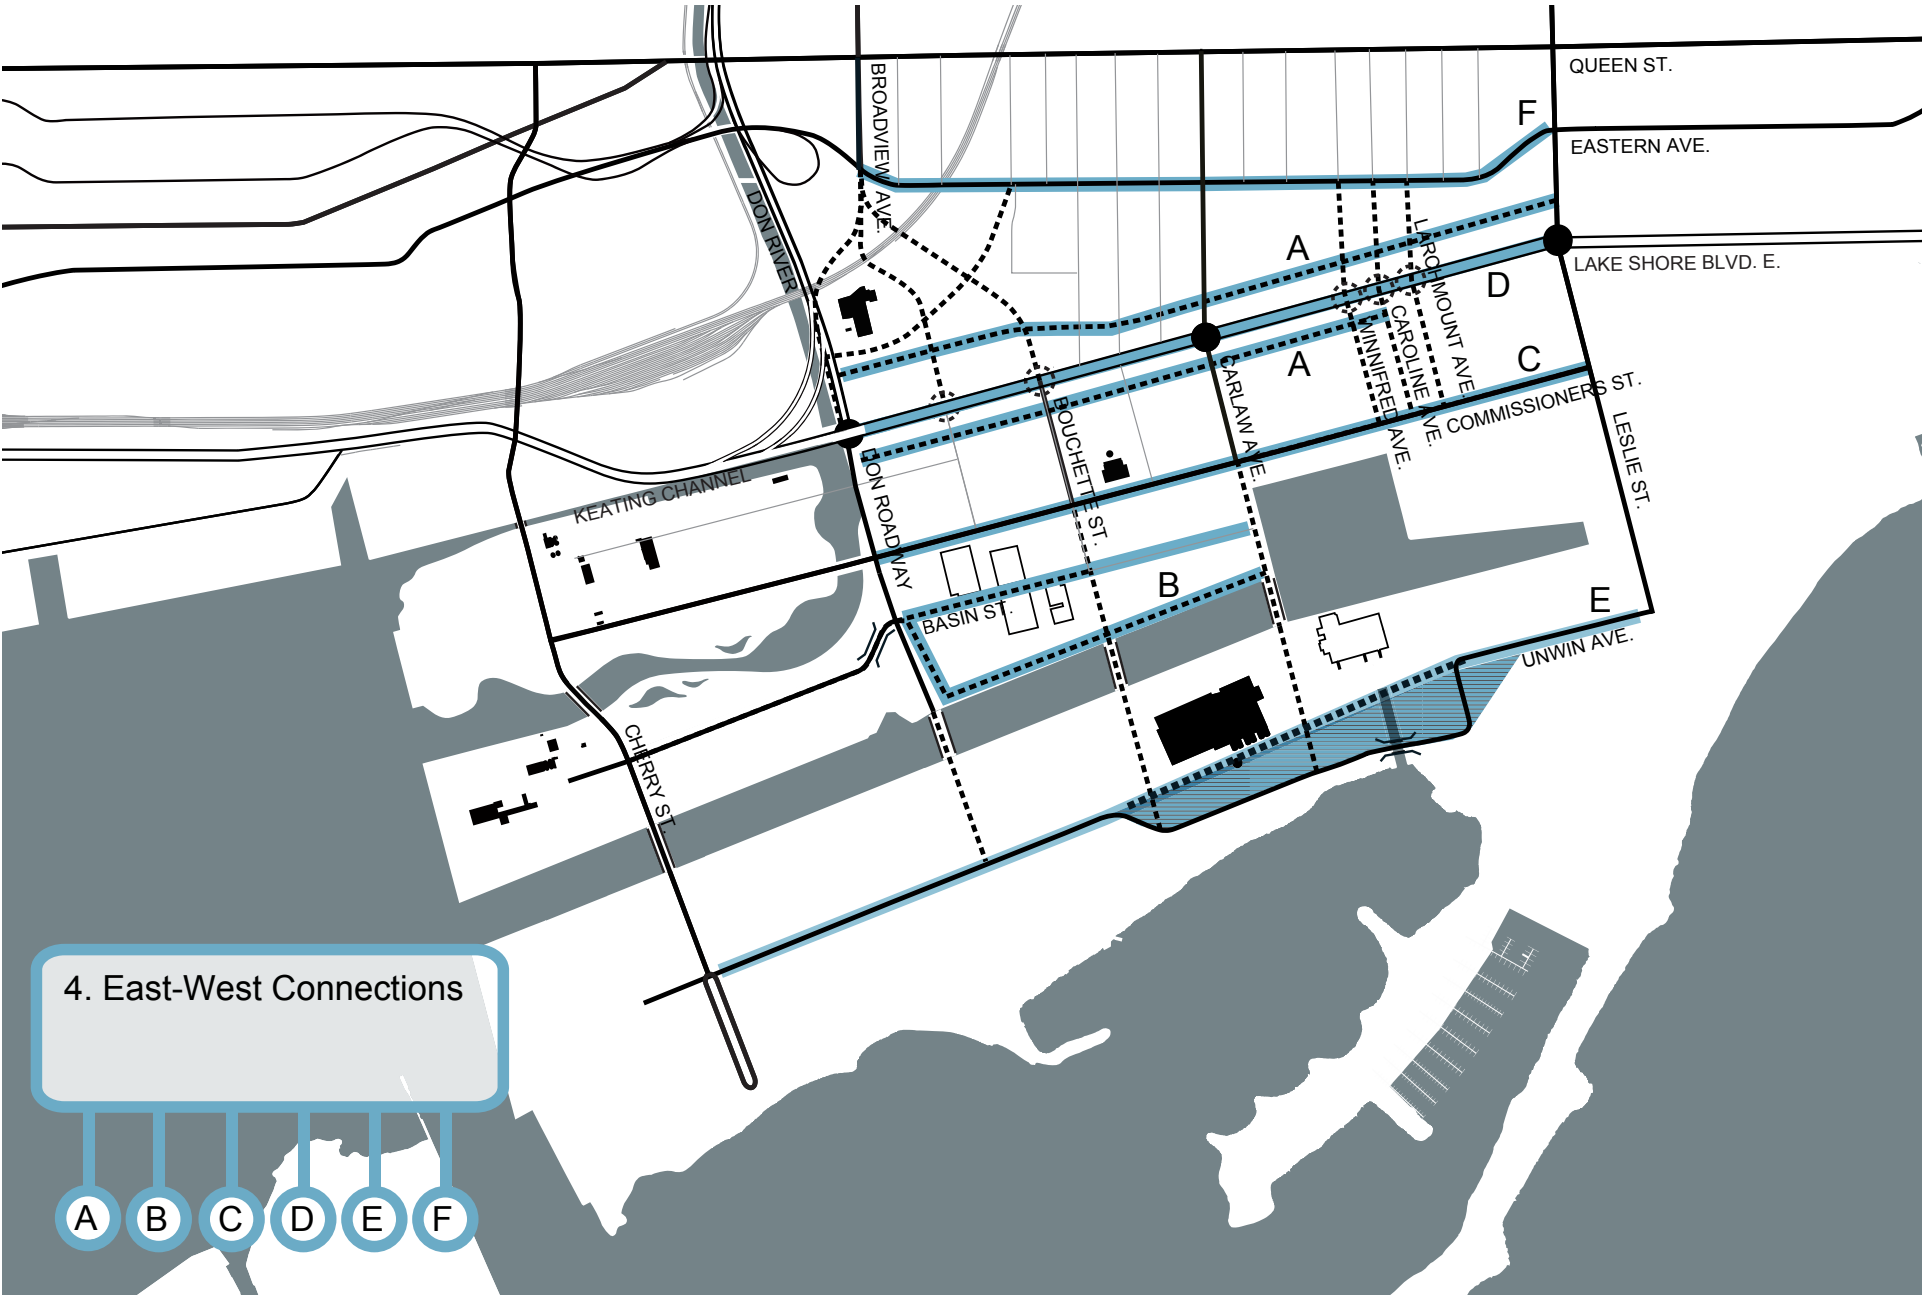 QUEEN ST.
F
BROADVIEW AVE.
EASTERN AVE.
DON RIVER
A
LARCHMOUNT AVE.
LAKE SHORE BLVD. E.
D
A
WINNIFRED AVE.
CAROLINE AVE.
C
CARLAW AVE.
COMMISSIONERS ST.
BOUCHETTE ST.
LESLIE ST.
KEATING CHANNEL
DON ROADWAY
B
BASIN ST.
E
UNWIN AVE.
CHERRY ST.
4. East-West Connections
A B C D E F